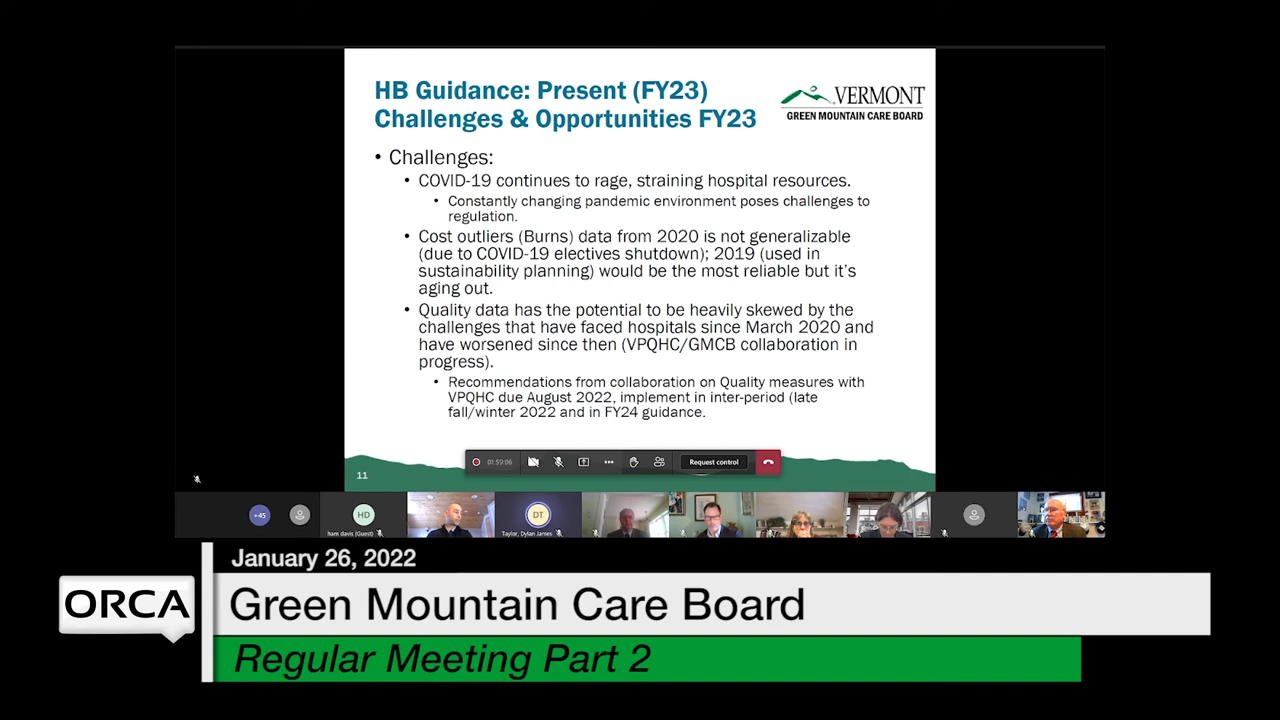 HB Guidance: Present (FY23)
Challenges & Opportunities FY23
VERMONT
GREEN MOUNTAIN CARE BOARD
• Challenges:
• COVID-19 continues to rage, straining hospital resources.
• Constantly changing pandemic environment poses challenges to
regulation.
• Cost outliers (Burns) data from 2020 is not generalizable
(due to COVID-19 electives shutdown); 2019 (used in
sustainability planning) would be the most reliable but it's
aging out.
• Quality data has the potential to be heavily skewed by the
challenges that have faced hospitals since March 2020 and
have worsened since then (VPQHC/GMCB collaboration in
progress).
• Recommendations from collaboration on Quality measures with
VPQHC due August 2022, implement in inter-period (late
fall/winter 2022 and in FY24 guidance.
11
01:59:06
Request control
+45
HD
ham davis (Guest)
DT
Taylor, Dylan James
January 26, 2022
ORCA
Green Mountain Care Board
Regular Meeting Part 2